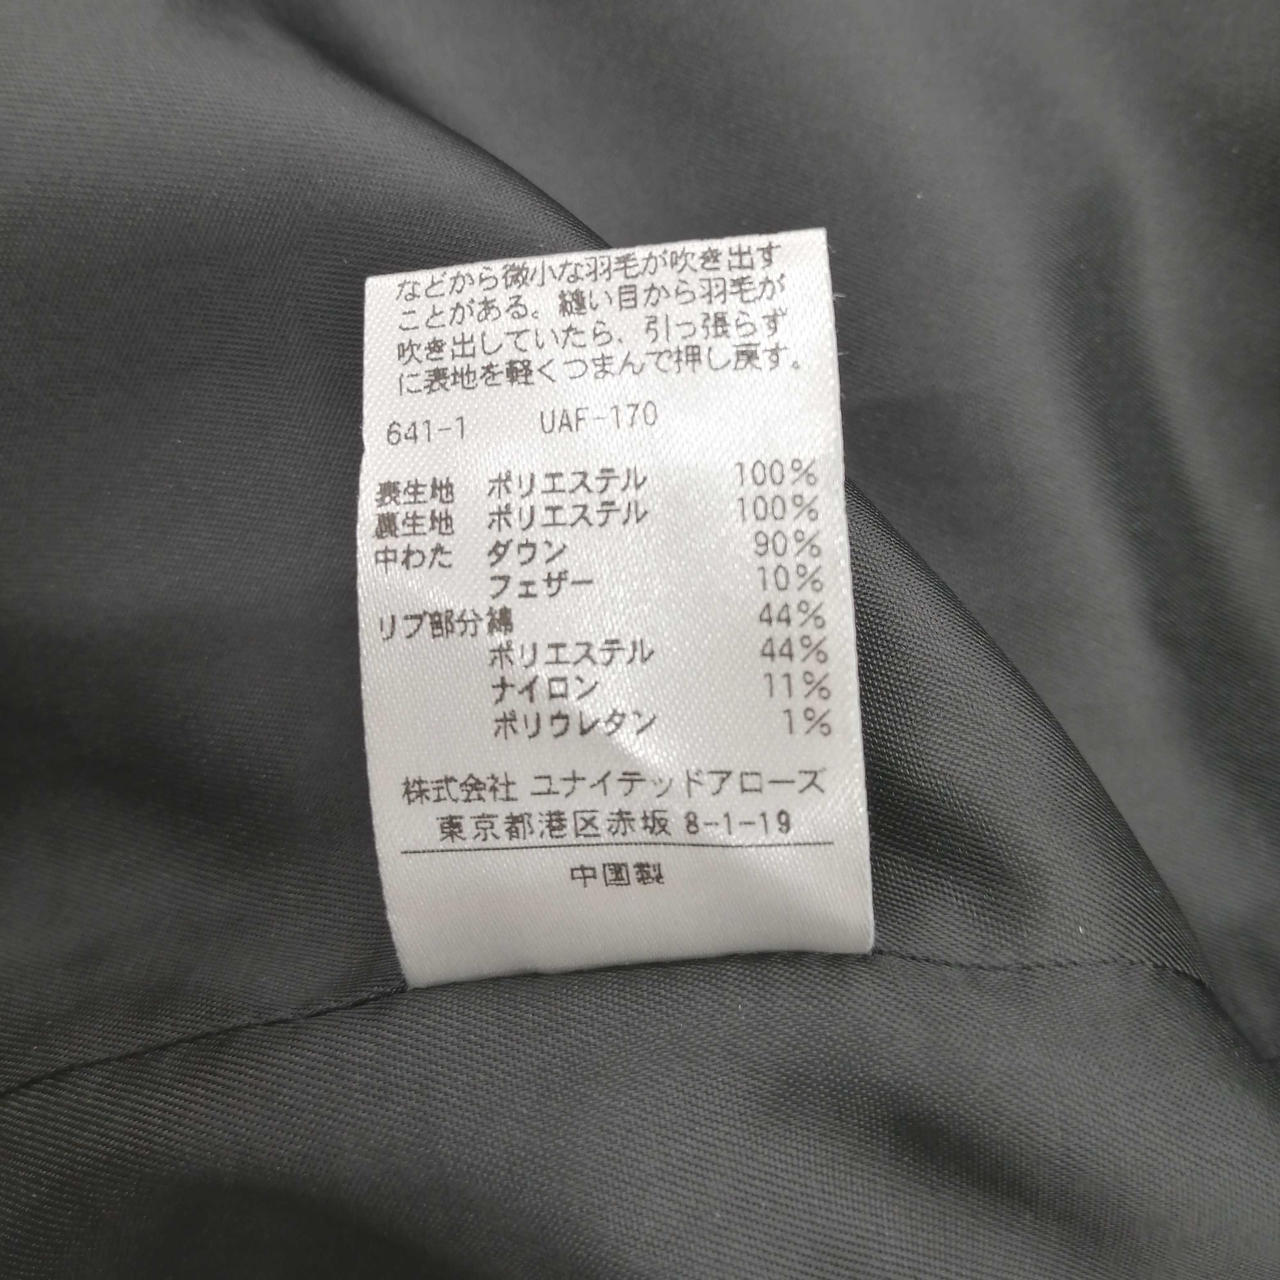 などから微小な羽毛が吹き出す
ことがある。縫い目から羽毛が
吹き出していたら、引っ張らず
に表地を軽くつまんで押し戻す。
641-1 UAF-170
表生地 ポリエステル 100%
裏生地 ポリエステル 100%
中わた ダウン 90%
フェザー 10%
リブ部分 綿 44%
ポリエステル 44%
ナイロン 11%
ポリウレタン 1%
株式会社 ユナイテッドアローズ
東京都港区赤坂 8-1-19
中国製